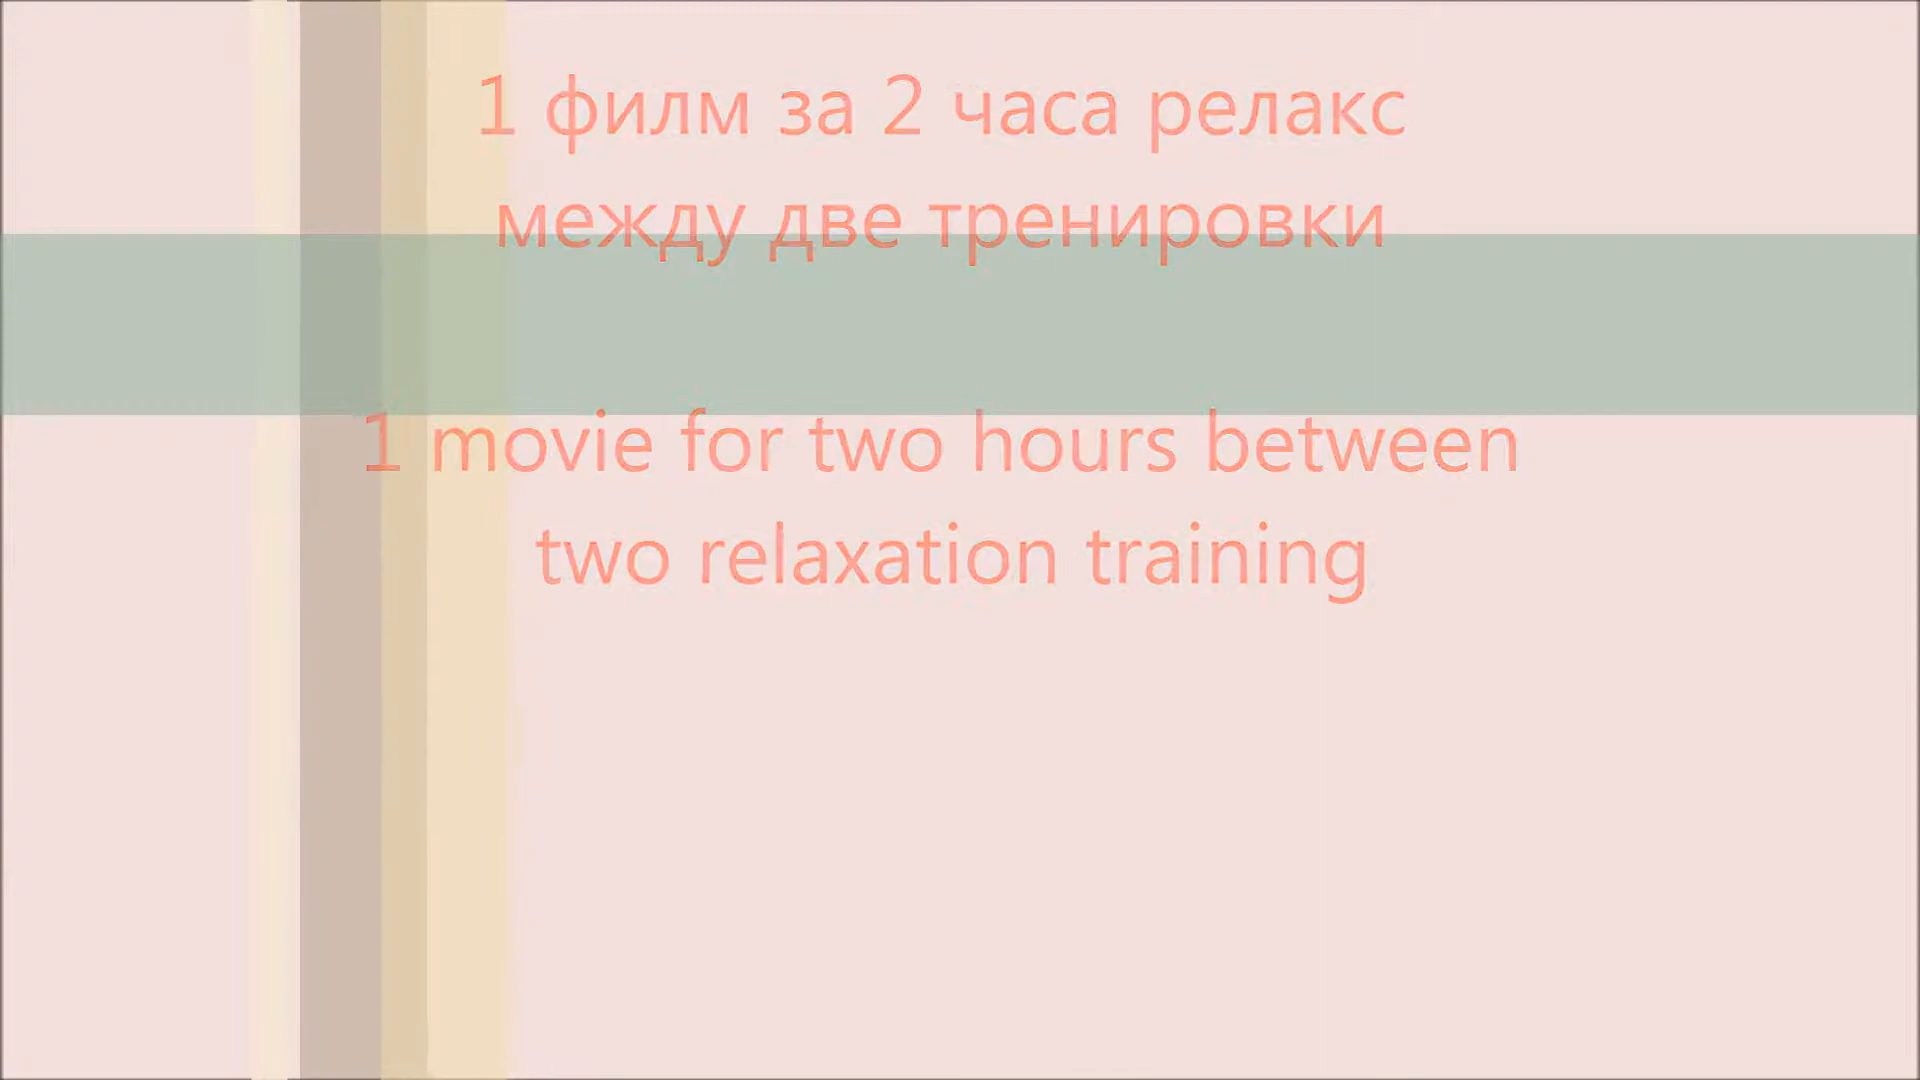 1 филм за 2 часа релакс
между две тренировки
1 movie for two hours between
two relaxation training